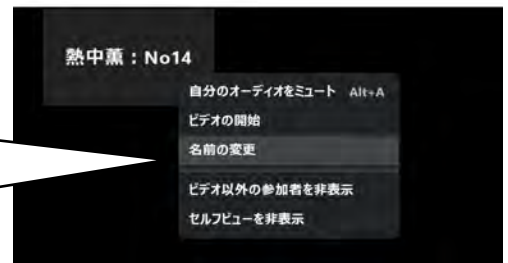 熱中薫：No14
自分のオーディオをミュート Alt+A
ビデオの開始
名前の変更
ビデオ以外の参加者を非表示
セルフビューを非表示